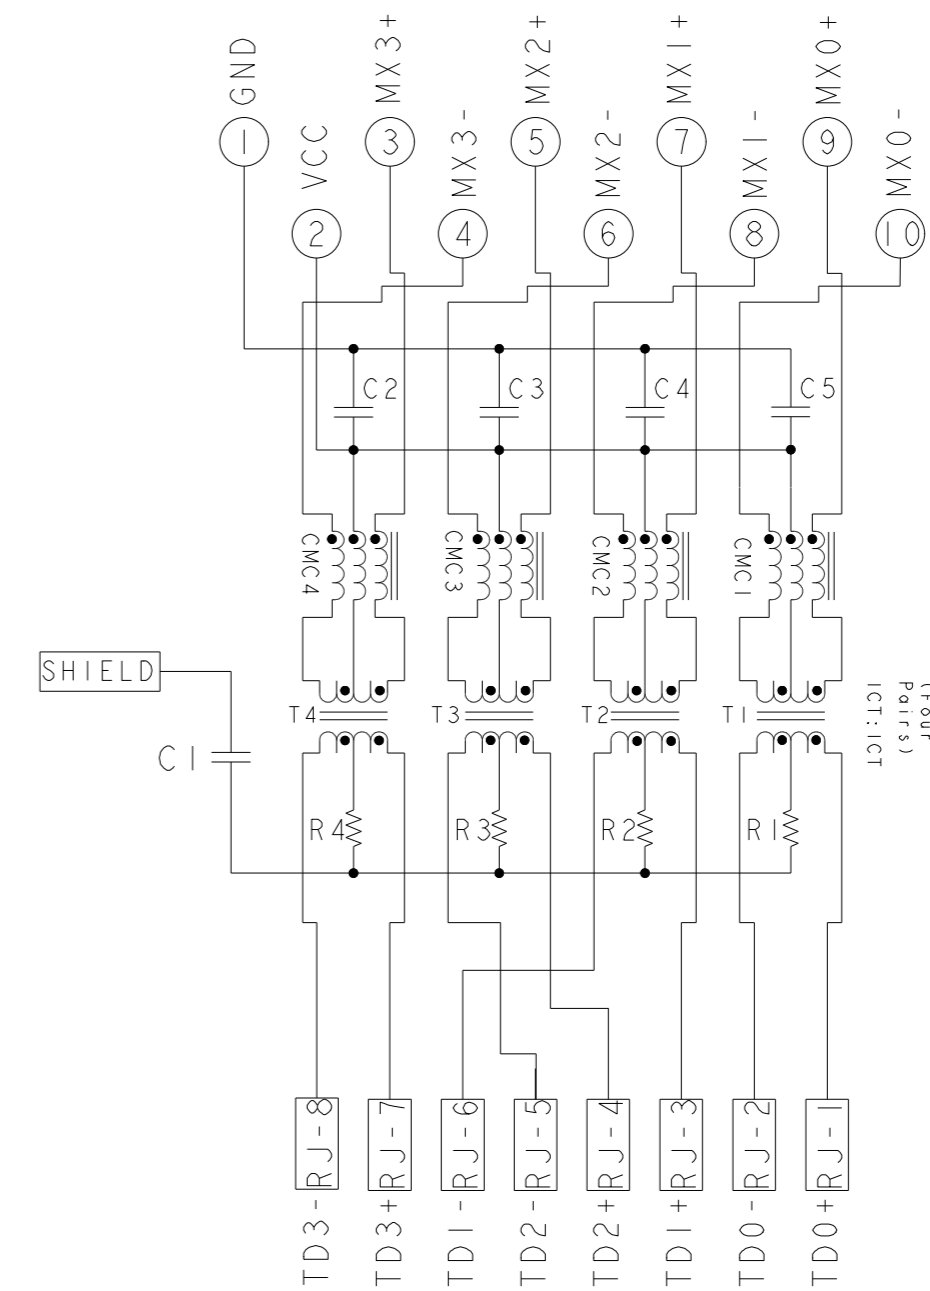 GND
MX3+
MX2+
MX1+
MX0+
VCC
MX3-
MX2-
MX1-
MX0-
1
3
5
7
9
2
4
6
8
10
C2
C3
C4
C5
CMC4
CMC3
CMC2
CMC1
SHIELD
T4
T3
T2
T1
Pairs)
1CT:1CT
C1
R4
R3
R2
R1
RJ-8
RJ-7
RJ-6
RJ-5
RJ-4
RJ-3
RJ-2
RJ-1
TD3-
TD3+
TD1-
TD2-
TD2+
TD1+
TD0-
TD0+